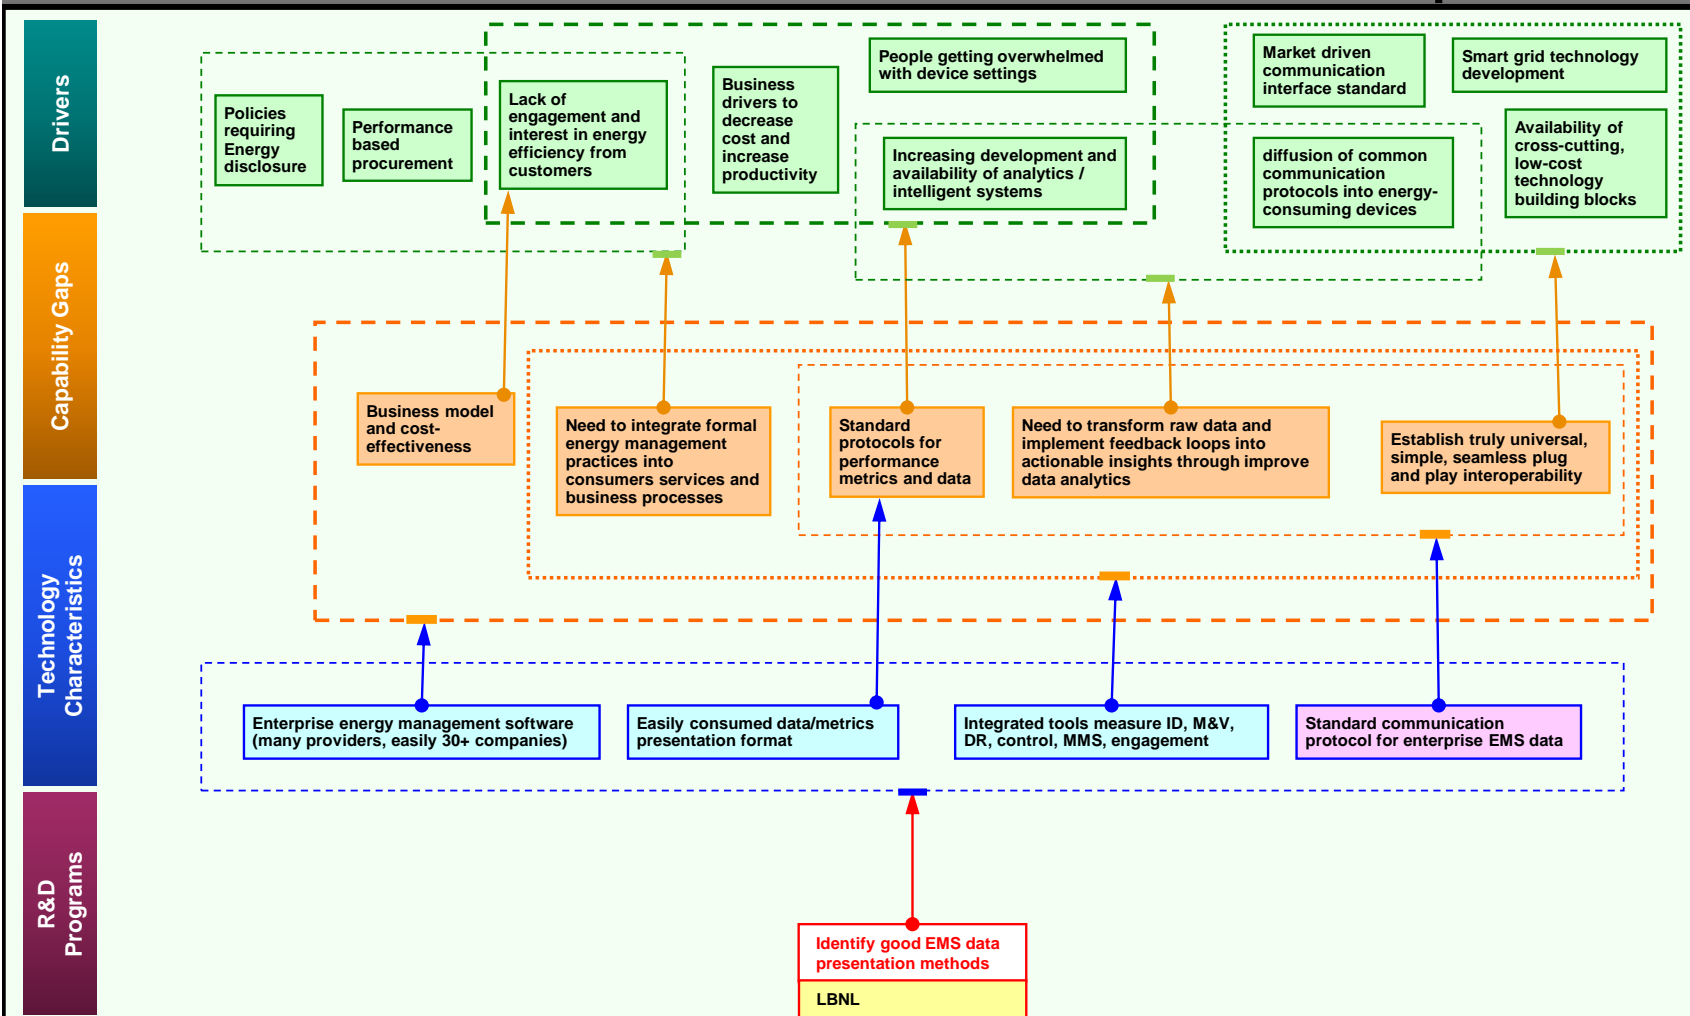 Drivers
Policies
requiring
Energy
disclosure
Performance
based
procurement
Lack of
engagement and
interest in energy
efficiency from
customers
Business
drivers to
decrease
cost and
increase
productivity
People getting overwhelmed
with device settings
Increasing development and
availability of analytics /
intelligent systems
Market driven
communication
interface standard
Smart grid technology
development
diffusion of common
communication
protocols into energy-
consuming devices
Availability of
cross-cutting,
low-cost
technology
building blocks
Capability Gaps
Business model
and cost-
effectiveness
Need to integrate formal
energy management
practices into
consumers services and
business processes
Standard
protocols for
performance
metrics and data
Need to transform raw data and
implement feedback loops into
actionable insights through improve
data analytics
Establish truly universal,
simple, seamless plug
and play interoperability
Technology
Characteristics
Enterprise energy management software
(many providers, easily 30+ companies)
Easily consumed data/metrics
presentation format
Integrated tools measure ID, M&V,
DR, control, MMS, engagement
Standard communication
protocol for enterprise EMS data
R&D
Programs
Identify good EMS data
presentation methods
LBNL